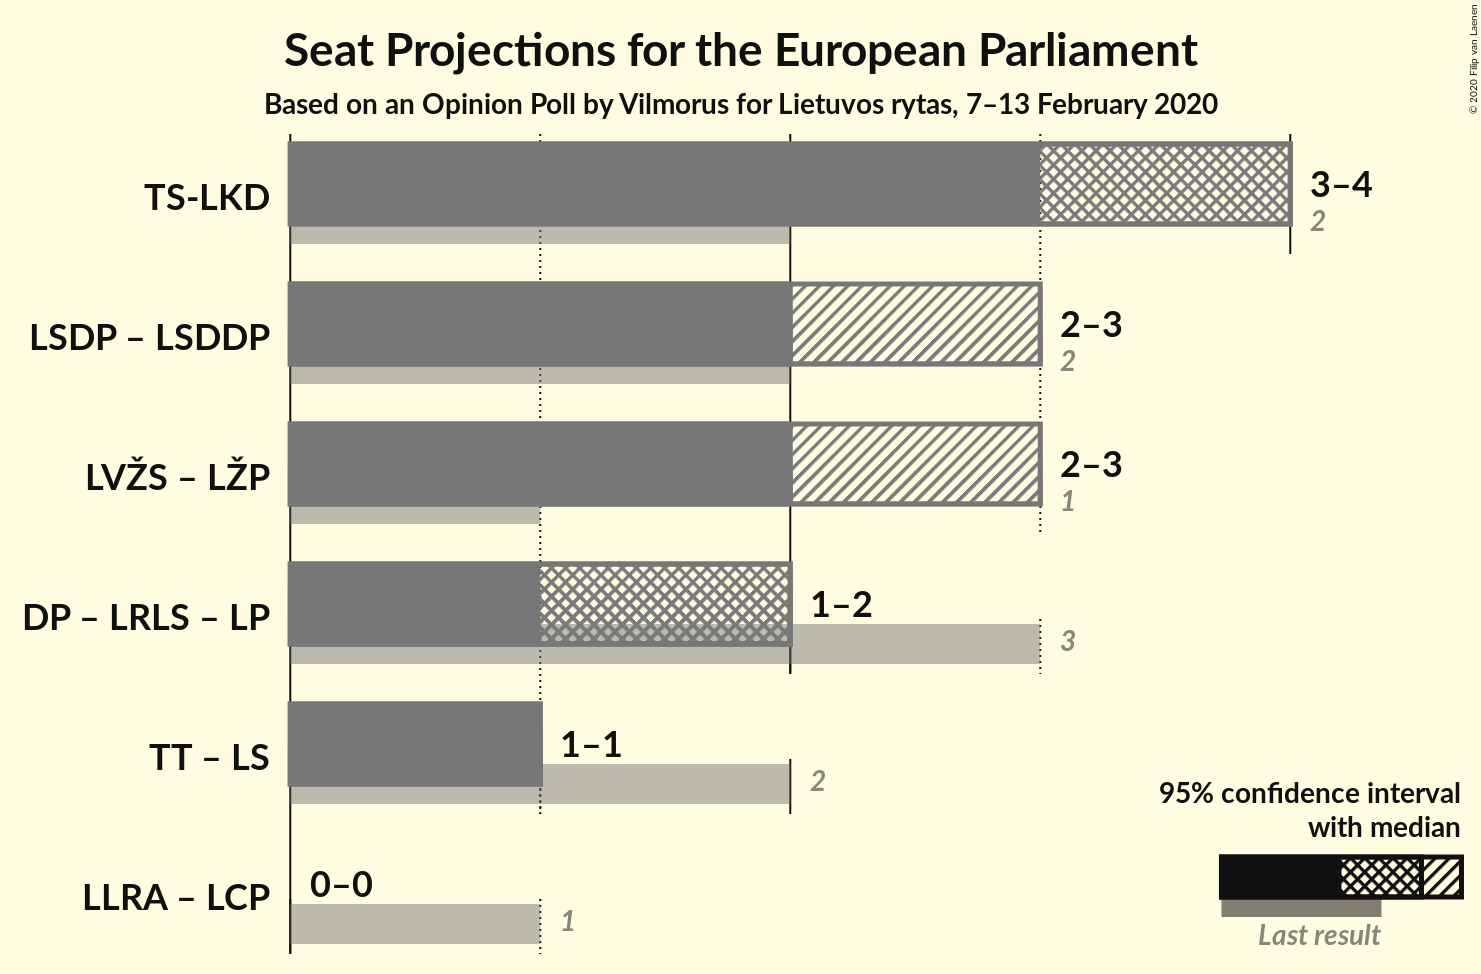 Seat Projections for the European Parliament
Based on an Opinion Poll by Vilmorus for Lietuvos rytas, 7–13 February 2020
© 2020 Filip van Laenen
TS-LKD
3–4
2
LSDP – LSDDP
2–3
2
LVŽS – LŽP
2–3
1
DP – LRLS – LP
1–2
3
TT – LS
1–1
2
LLRA – LCP
0–0
1
95% confidence interval
with median
Last result